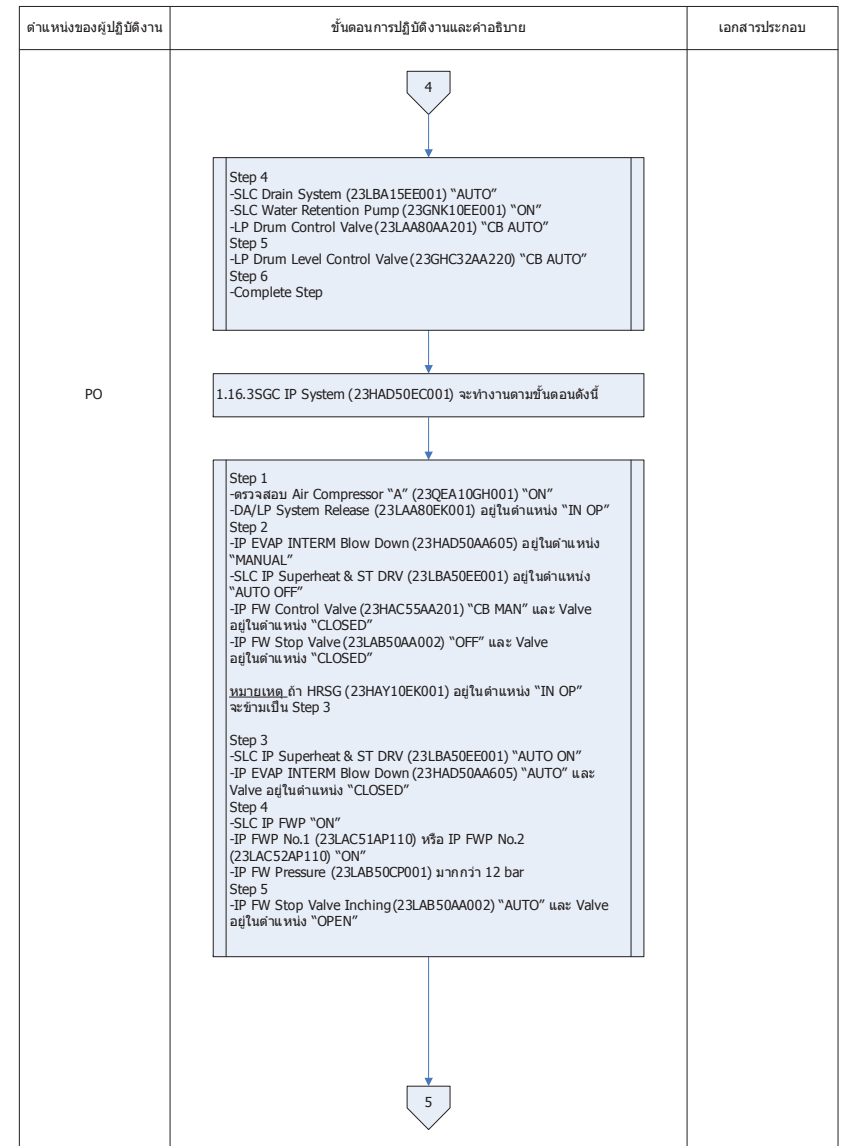 ตำแหน่งของผู้ปฏิบัติงาน
ขั้นตอนการปฏิบัติงานและคำอธิบาย
เอกสารประกอบ
4
Step 4
-SLC Drain System (23LBA15EE001) “AUTO”
-SLC Water Retention Pump (23GNK10EE001) “ON”
-LP Drum Control Valve (23LAA80AA201) “CB AUTO”
Step 5
-LP Drum Level Control Valve (23GHC32AA220) “CB AUTO”
Step 6
-Complete Step
PO
1.16.3SGC IP System (23HAD50EC001) จะทำงานตามขั้นตอนดังนี้
Step 1
-ตรวจสอบ Air Compressor “A” (23QEA10GH001) “ON”
-DA/LP System Release (23LAA80EK001) อยู่ในตำแหน่ง “IN OP”
Step 2
-IP EVAP INTERM Blow Down (23HAD50AA605) อยู่ในตำแหน่ง
“MANUAL”
-SLC IP Superheat & ST DRV (23LBA50EE001) อยู่ในตำแหน่ง
“AUTO OFF”
-IP FW Control Valve (23HAC55AA201) “CB MAN” และ Valve
อยู่ในตำแหน่ง “CLOSED”
-IP FW Stop Valve (23LAB50AA002) “OFF” และ Valve
อยู่ในตำแหน่ง “CLOSED”
หมายเหตุ ถ้า HRSG (23HAY10EK001) อยู่ในตำแหน่ง “IN OP”
จะข้ามเป็น Step 3
Step 3
-SLC IP Superheat & ST DRV (23LBA50EE001) “AUTO ON”
-IP EVAP INTERM Blow Down (23HAD50AA605) “AUTO” และ
Valve อยู่ในตำแหน่ง “CLOSED”
Step 4
-SLC IP FWP “ON”
-IP FWP No.1 (23LAC51AP110) หรือ IP FWP No.2
(23LAC52AP110) “ON”
-IP FW Pressure (23LAB50CP001) มากกว่า 12 bar
Step 5
-IP FW Stop Valve Inching (23LAB50AA002) “AUTO” และ Valve
อยู่ในตำแหน่ง “OPEN”
5